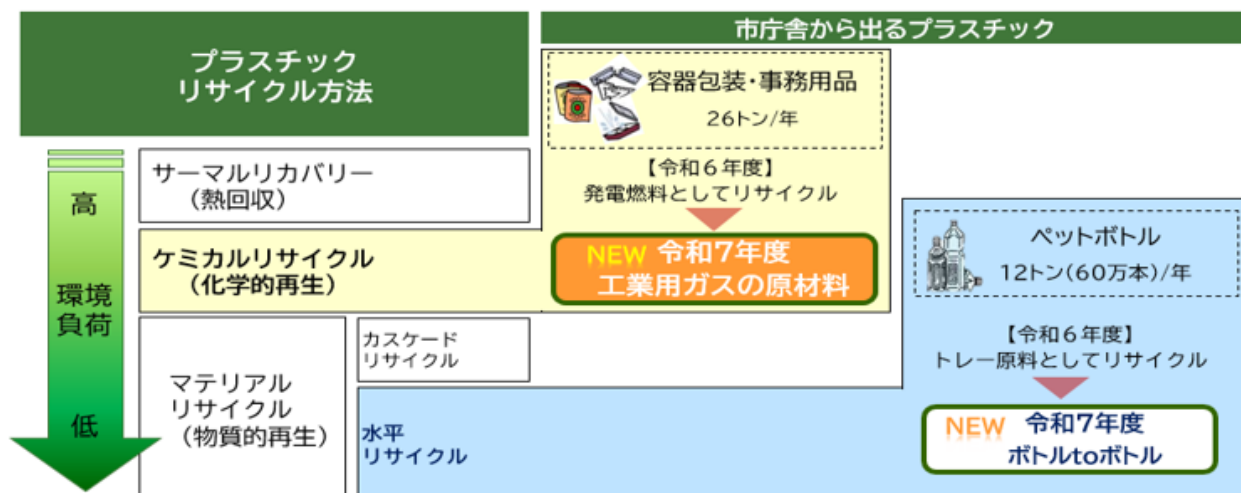 プラスチック
リサイクル方法
市庁舎から出るプラスチック
容器包装・事務用品
26トン/年
【令和6年度】
発電燃料としてリサイクル
NEW 令和7年度
工業用ガスの原材料
ペットボトル
12トン(60万本)/年
【令和6年度】
トレー原料としてリサイクル
NEW 令和7年度
ボトルtoボトル
高
環境
負荷
低
サーマルリカバリー
（熱回収）
ケミカルリサイクル
（化学的再生）
マテリアル
リサイクル
（物質的再生）
カスケード
リサイクル
水平
リサイクル